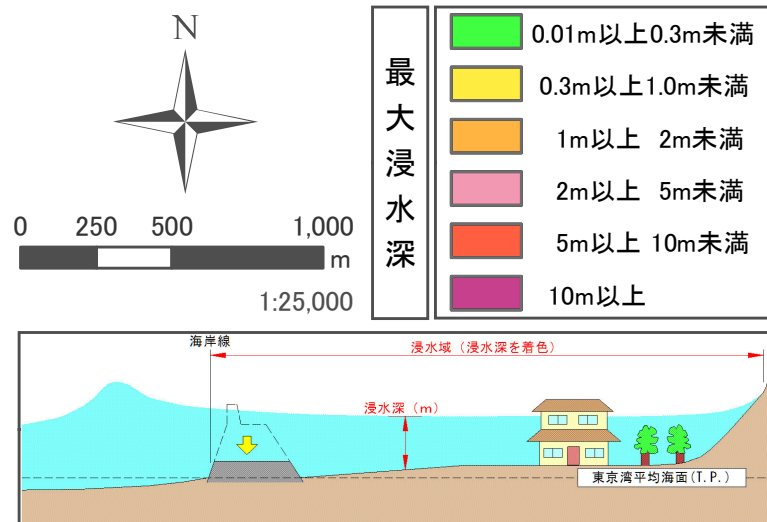 N
0 250 500 1,000
m
1:25,000
最大浸水深
0.01m以上0.3m未満
0.3m以上1.0m未満
1m以上 2m未満
2m以上 5m未満
5m以上 10m未満
10m以上
海岸線
浸水域（浸水深を着色）
浸水深（m）
東京湾平均海面(T.P.)